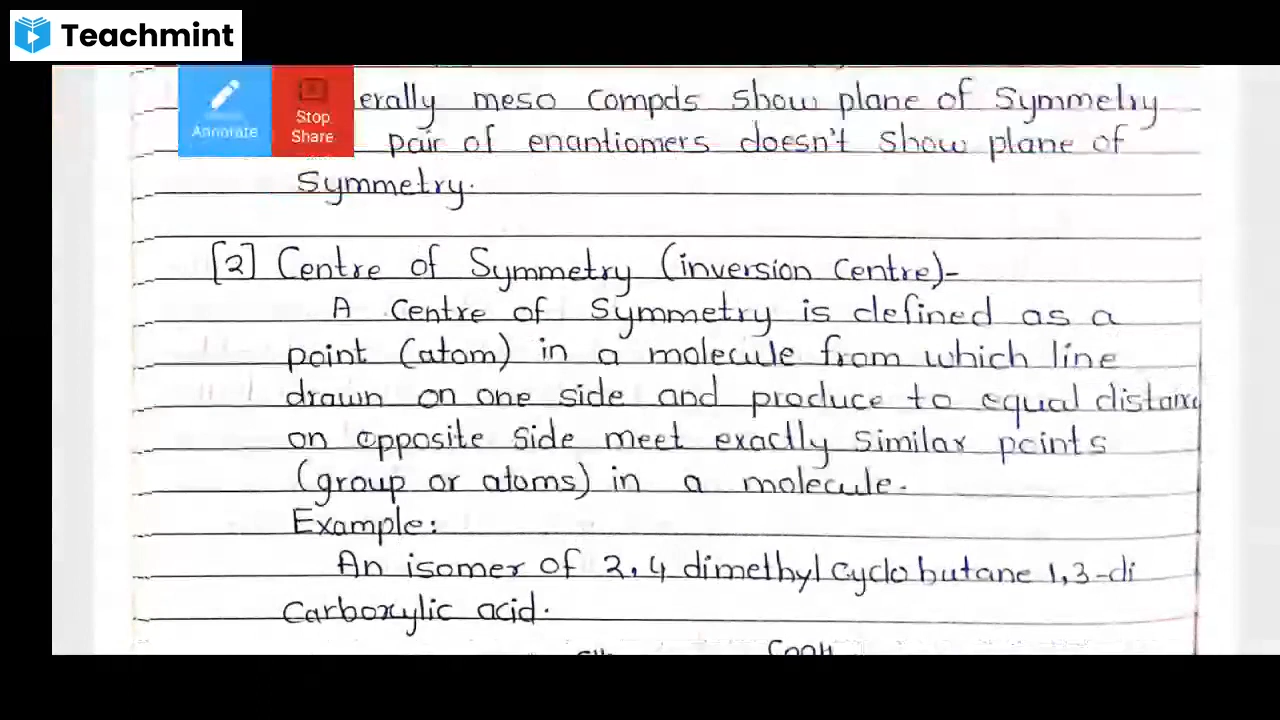 Teachmint
Annotate
Stop
Share
erally meso compds show plane of symmetry
pair of enantiomers doesn't show plane of
Symmetry.
[2] Centre of Symmetry (inversion centre)-
A centre of symmetry is defined as a
point (atom) in a molecule from which line
drawn on one side and produce to equal distanc
on opposite side meet exactly similar points
(group or atoms) in a molecule.
Example:
An isomer of 2,4 dimethyl cyclobutane 1,3-di
Carboxylic acid.
COOH